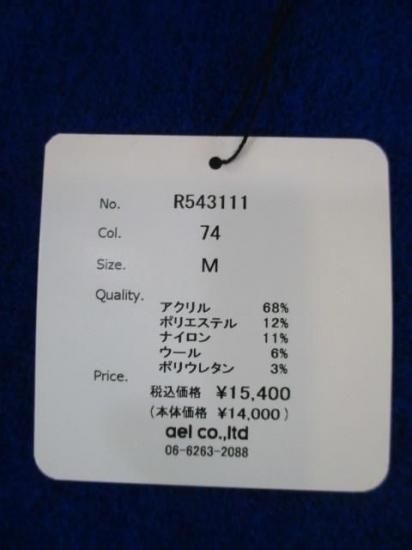 No. R543111
Col. 74
Size. M
Quality.
アクリル 68%
ポリエステル 12%
ナイロン 11%
ウール 6%
ポリウレタン 3%
Price.
税込価格 ¥15,400
(本体価格 ¥14,000)
ael co.,ltd
06-6263-2088